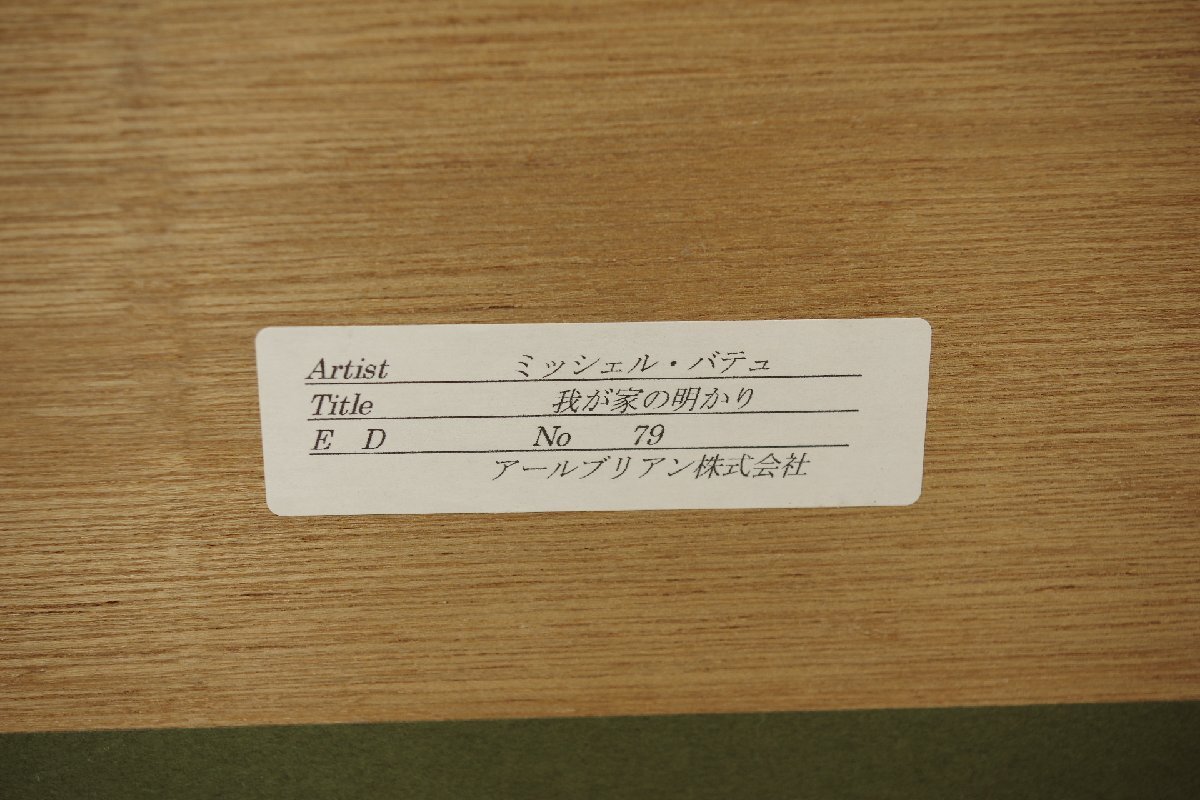 Artist ミッシェル・バテュ
Title 我が家の明かり
E D No 79
アールブリアン株式会社